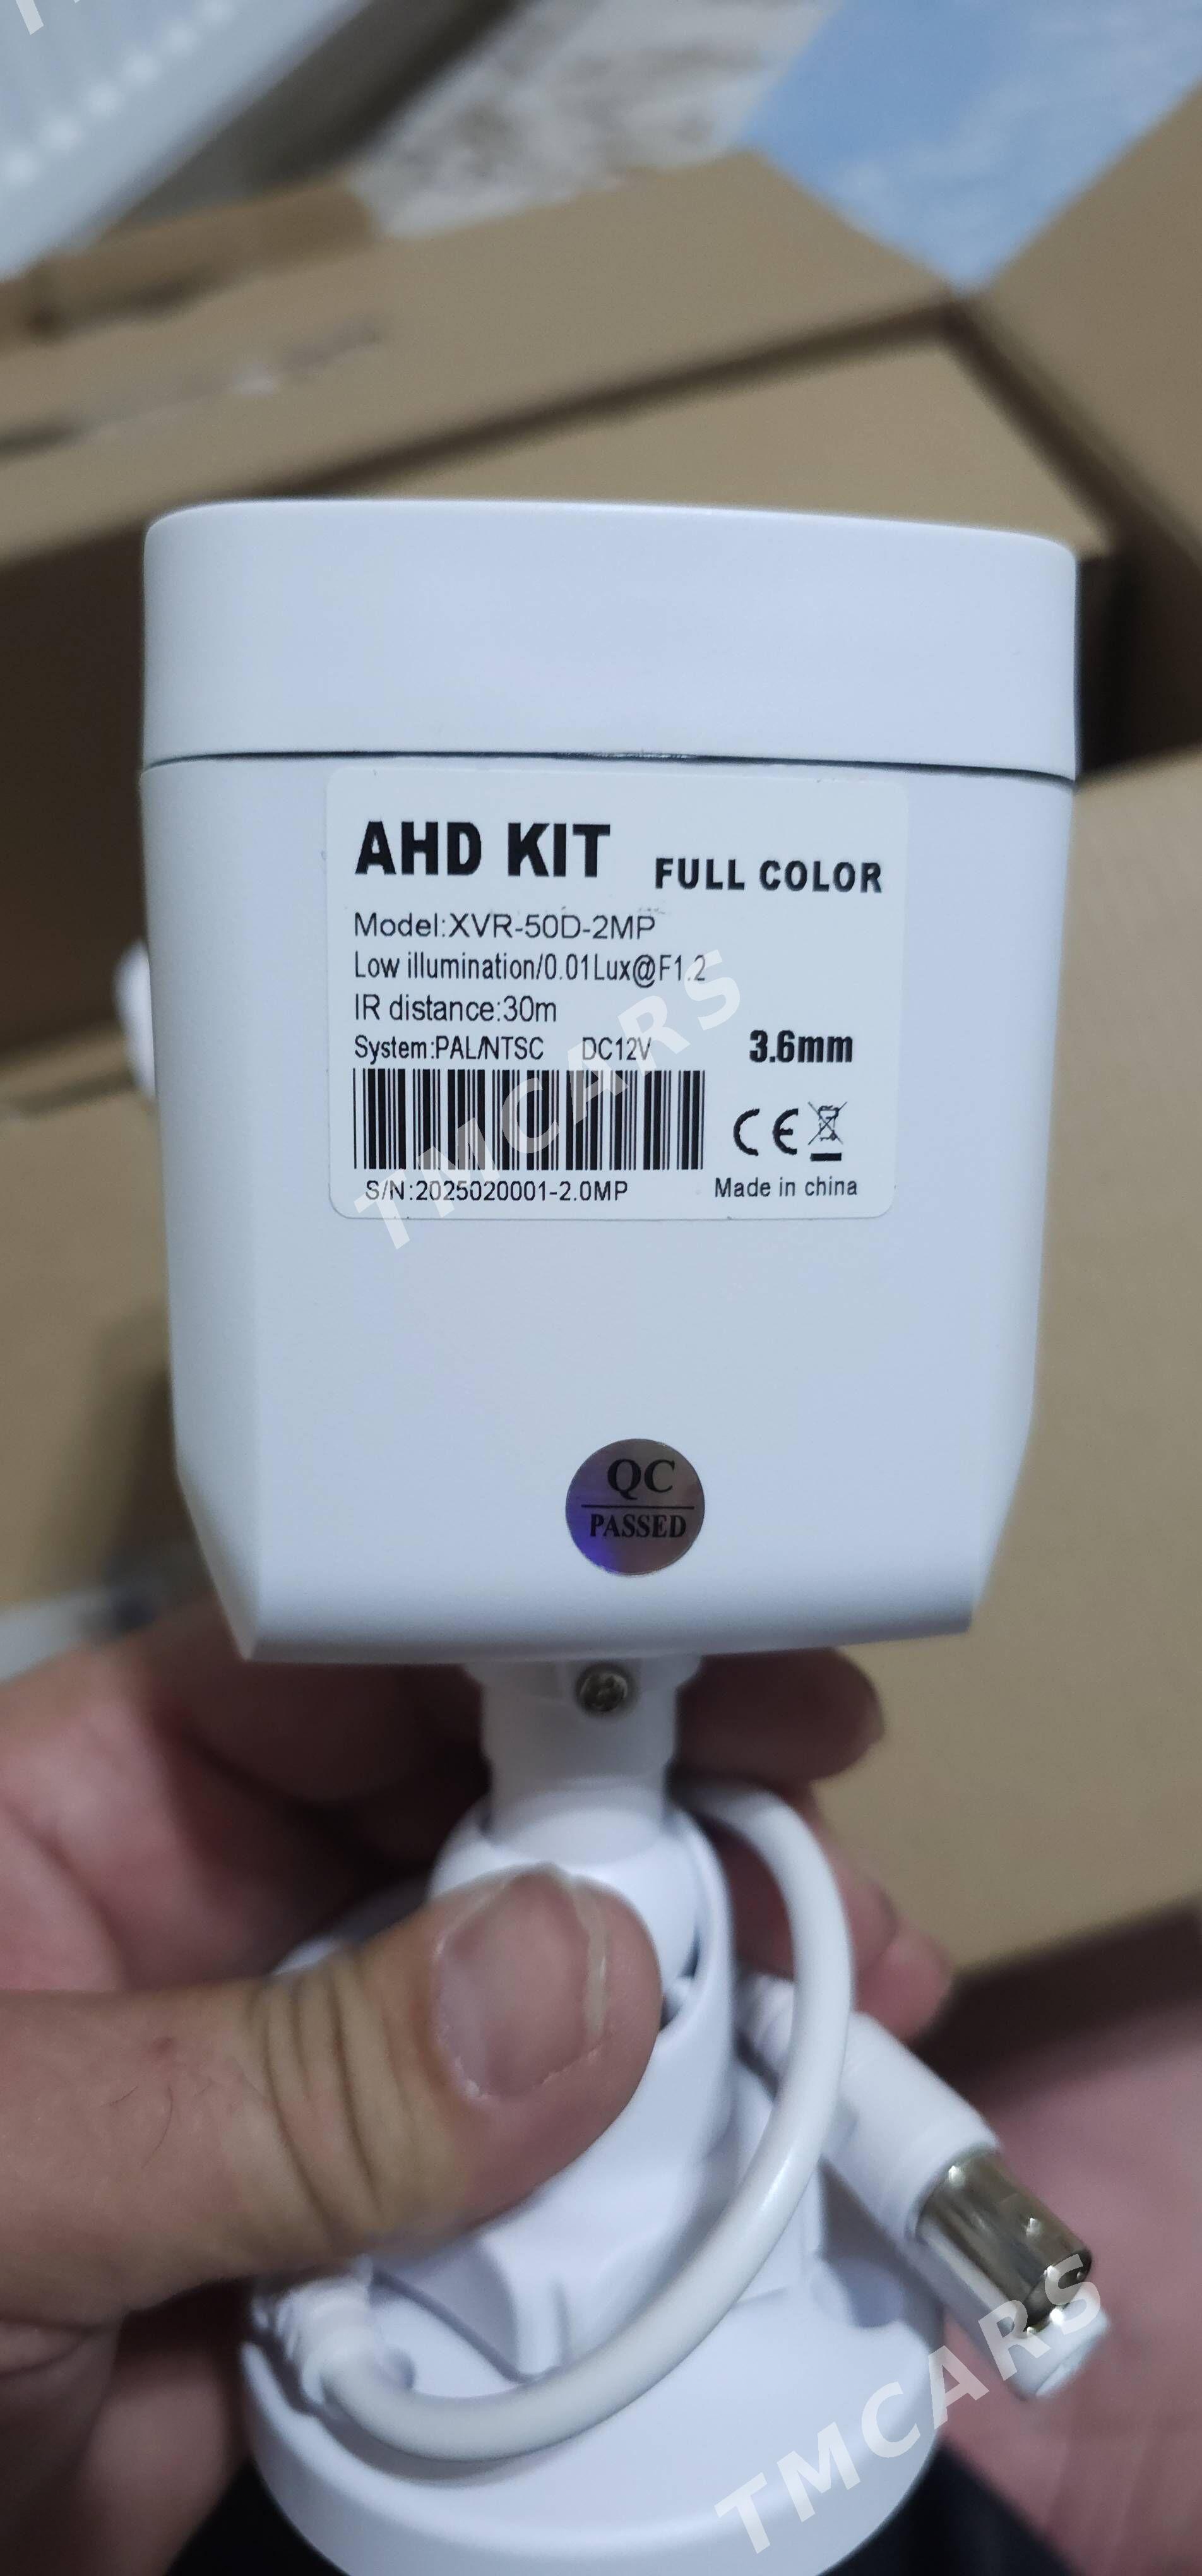 AHD KIT FULL COLOR
Model:XVR-50D-2MP
Low illumination/0.01Lux@F1.2
IR distance:30m
System:PAL/NTSC DC12V 3.6mm
CE
S/N:2025020001-2.0MP Made in china
QC
PASSED
TMCARS
TMCARS